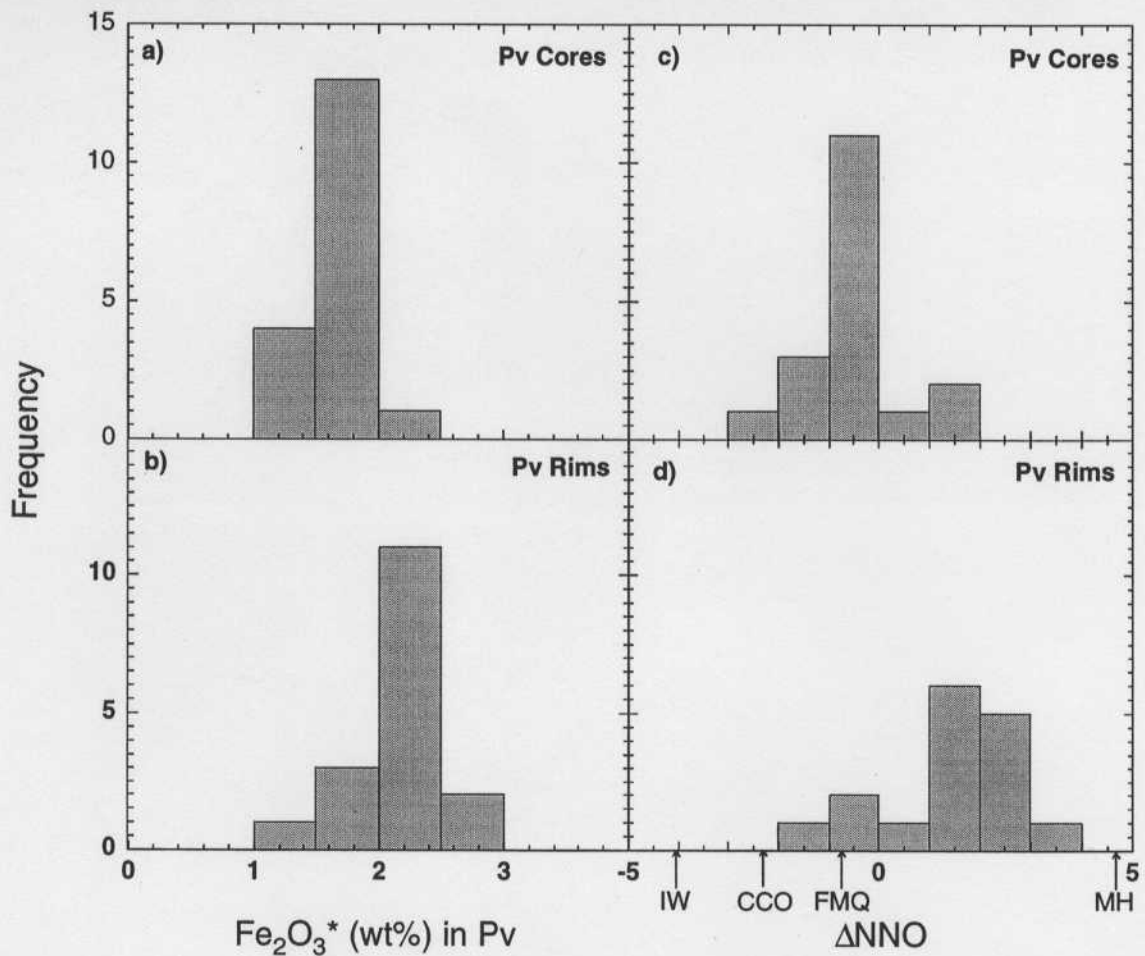 15
a)
Pv Cores
c)
Pv Cores
10
5
0
Frequency
b)
Pv Rims
d)
Pv Rims
10
5
0
0
1
2
3
-5
0
5
IW
CCO
FMQ
MH
Fe₂O₃* (wt%) in Pv
ΔNNO